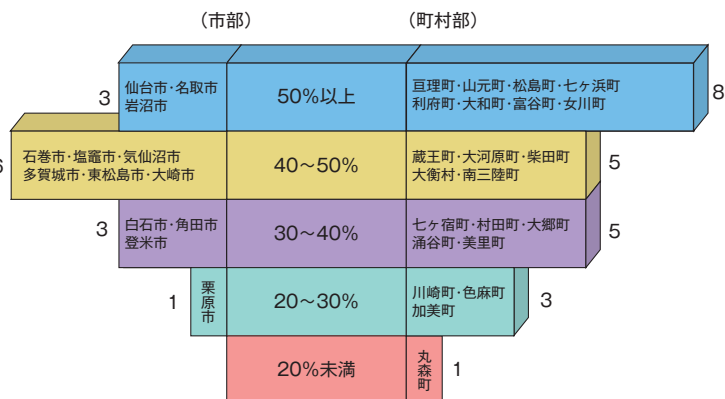 （市部）
（町村部）
3
仙台市・名取市
岩沼市
50%以上
亘理町・山元町・松島町・七ヶ浜町
利府町・大和町・富谷町・女川町
8
6
石巻市・塩竈市・気仙沼市
多賀城市・東松島市・大崎市
40〜50%
蔵王町・大河原町・柴田町
大衡村・南三陸町
5
3
白石市・角田市
登米市
30〜40%
七ヶ宿町・村田町・大郷町
涌谷町・美里町
5
1
栗原市
20〜30%
川崎町・色麻町
加美町
3
20%未満
丸森町
1